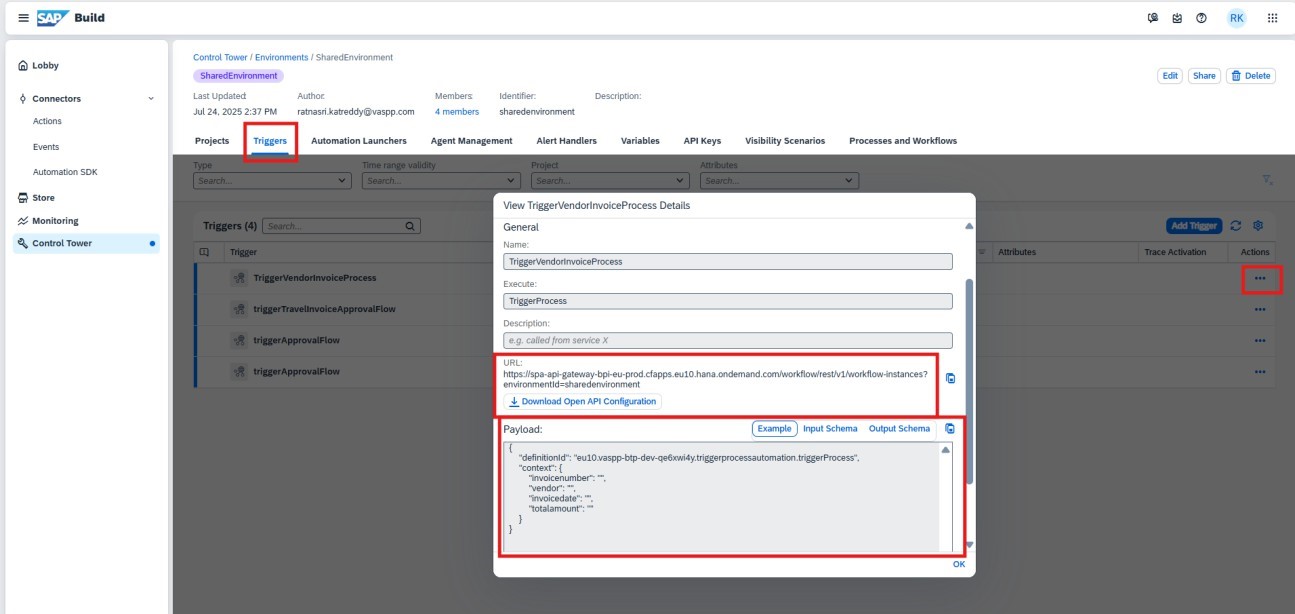 SAP Build
RK
Lobby
Connectors
Actions
Events
Automation SDK
Store
Monitoring
Control Tower
Control Tower / Environments / SharedEnvironment
SharedEnvironment
Edit
Share
Delete
Last Updated:
Author:
Members:
Identifier:
Description:
Jul 24, 2025 2:37 PM
ratnasri.katreddy@vaspp.com
4 members
sharedenvironment
Projects
Triggers
Automation Launchers
Agent Management
Alert Handlers
Variables
API Keys
Visibility Scenarios
Processes and Workflows
Type
Time range validity
Project
Attributes
Search...
Search...
Search...
Search...
Triggers (4)
Search...
Add Trigger
Trigger
Attributes
Trace Activation
Actions
TriggerVendorInvoiceProcess
triggerTravelInvoiceApprovalFlow
triggerApprovalFlow
triggerApprovalFlow
View TriggerVendorInvoiceProcess Details
General
Name:
TriggerVendorInvoiceProcess
Execute:
TriggerProcess
Description:
e.g. called from service X
URL:
https://spa-api-gateway-bpi-eu-prod.cfapps.eu10.hana.ondemand.com/workflow/rest/v1/workflow-instances?
environmentId=sharedenvironment
Download Open API Configuration
Payload:
Example
Input Schema
Output Schema
{
"definitionId": "eu10.vaspp-btp-dev-qe6xwi4y.triggerprocessautomation.triggerProcess",
"context": {
"invoicenumber": "",
"vendor": "",
"invoicedate": "",
"totalamount": ""
}
}
OK